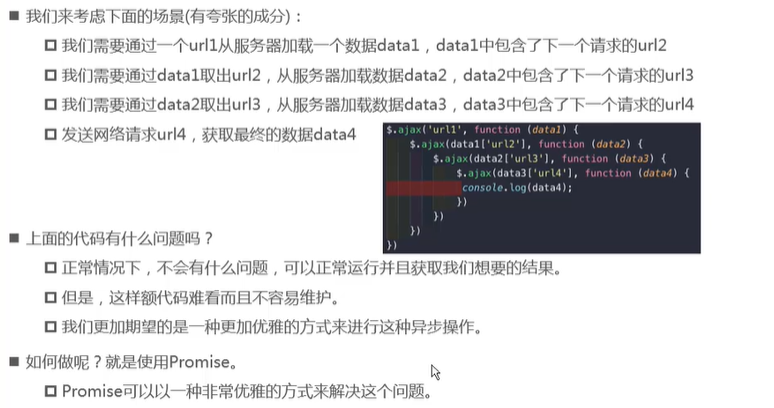 我们来考虑下面的场景(有夸张的成分)：
我们需要通过一个url1从服务器加载一个数据data1，data1中包含了下一个请求的url2
我们需要通过data1取出url2，从服务器加载数据data2，data2中包含了下一个请求的url3
我们需要通过data2取出url3，从服务器加载数据data3，data3中包含了下一个请求的url4
发送网络请求url4，获取最终的数据data4
$.ajax('url1', function (data1) {
$.ajax(data1['url2'], function (data2) {
$.ajax(data2['url3'], function (data3) {
$.ajax(data3['url4'], function (data4) {
console.log(data4);
})
})
})
})
上面的代码有什么问题吗？
正常情况下，不会有什么问题，可以正常运行并且获取我们想要的结果。
但是，这样额代码难看而且不容易维护。
我们更加期望的是一种更加优雅的方式来进行这种异步操作。
如何做呢？就是使用Promise。
Promise可以以一种非常优雅的方式来解决这个问题。